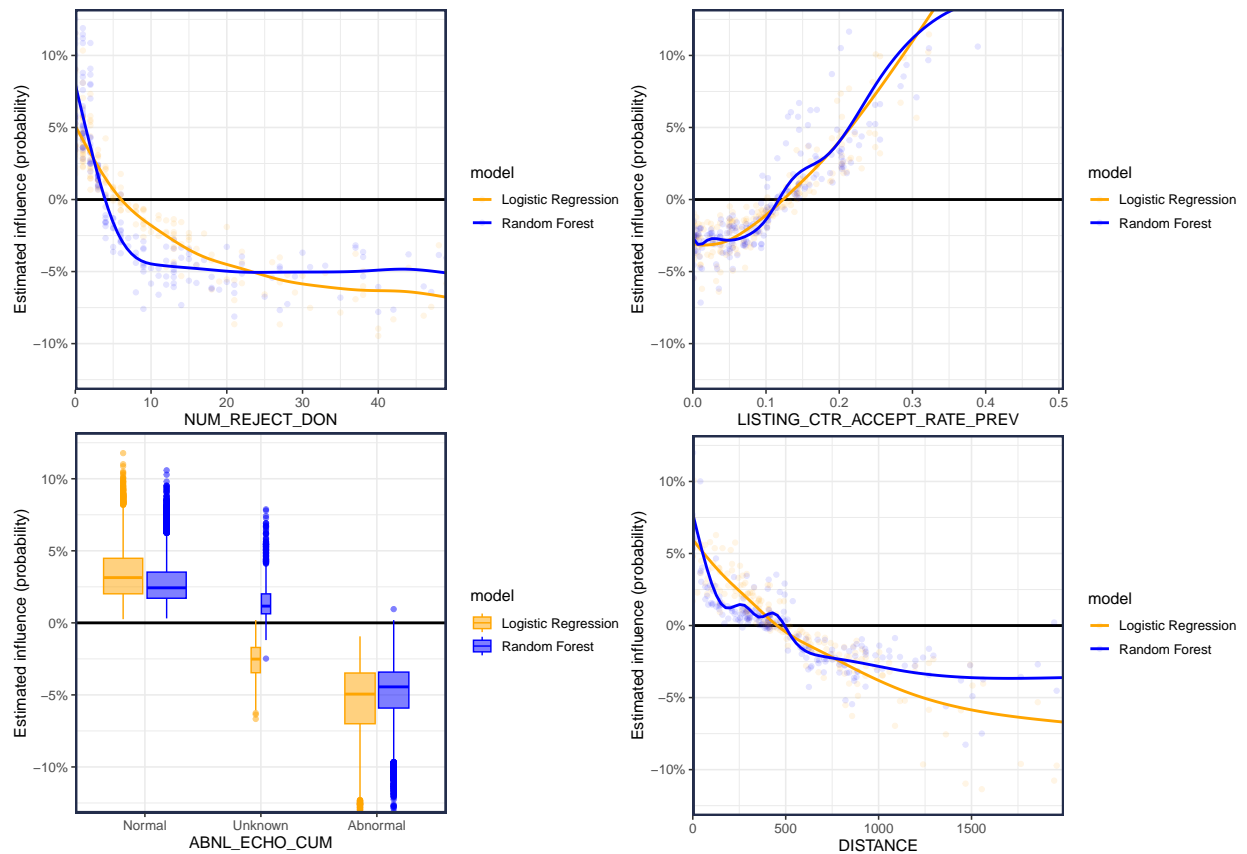 Estimated influence (probability)
10%
5%
0%
−5%
−10%
0 10 20 30 40
NUM_REJECT_DON
model
Logistic Regression
Random Forest
Estimated influence (probability)
10%
5%
0%
−5%
−10%
0.0 0.1 0.2 0.3 0.4 0.5
LISTING_CTR_ACCEPT_RATE_PREV
model
Logistic Regression
Random Forest
Estimated influence (probability)
10%
5%
0%
−5%
−10%
Normal Unknown Abnormal
ABNL_ECHO_CUM
model
Logistic Regression
Random Forest
Estimated influence (probability)
10%
5%
0%
−5%
−10%
0 500 1000 1500
DISTANCE
model
Logistic Regression
Random Forest